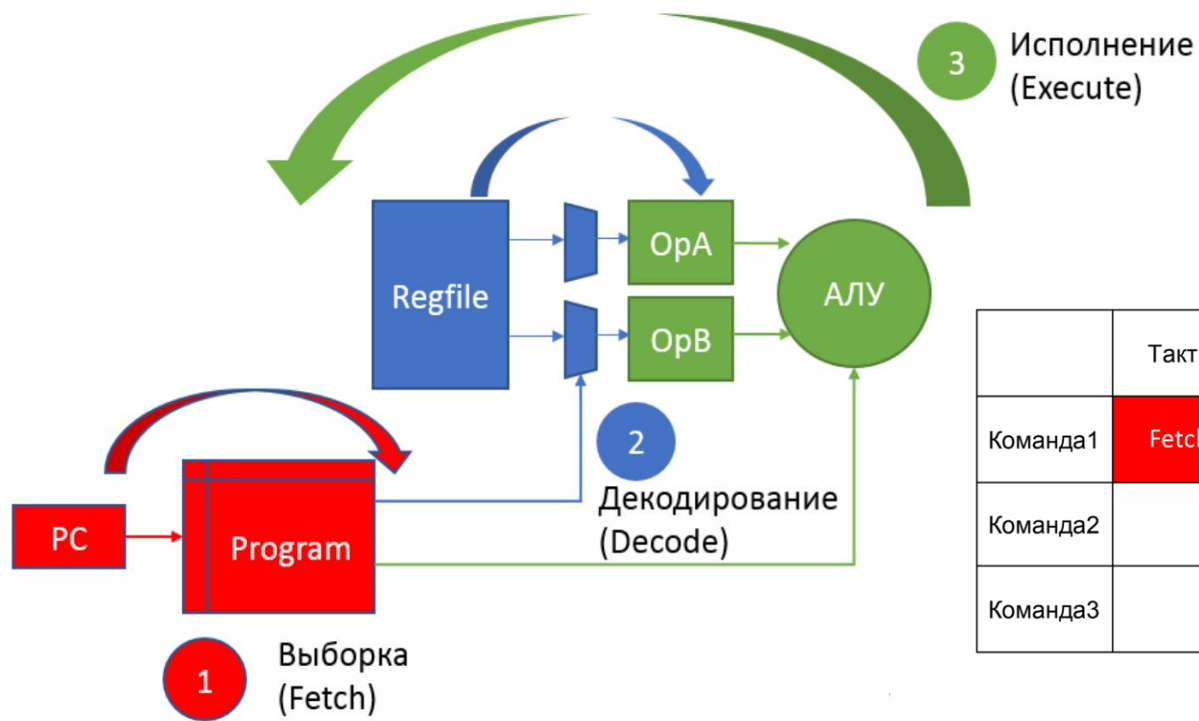 3
Исполнение
(Execute)
Regfile
OpA
OpB
АЛУ
2
Декодирование
(Decode)
PC
Program
1
Выборка
(Fetch)
Такт
Команда1
Команда2
Команда3